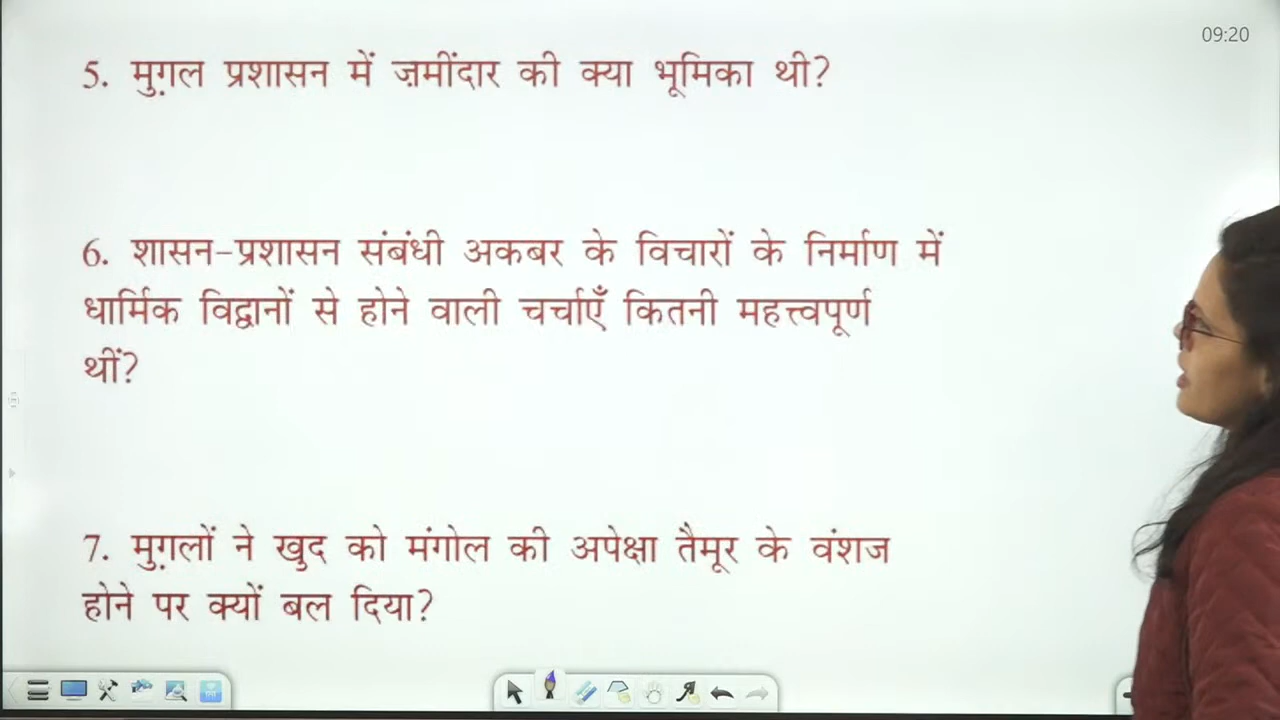 09:20
5. मुग़ल प्रशासन में ज़मींदार की क्या भूमिका थी?
6. शासन-प्रशासन संबंधी अकबर के विचारों के निर्माण में
धार्मिक विद्वानों से होने वाली चर्चाएँ कितनी महत्त्वपूर्ण
थीं?
7. मुग़लों ने खुद को मंगोल की अपेक्षा तैमूर के वंशज
होने पर क्यों बल दिया?